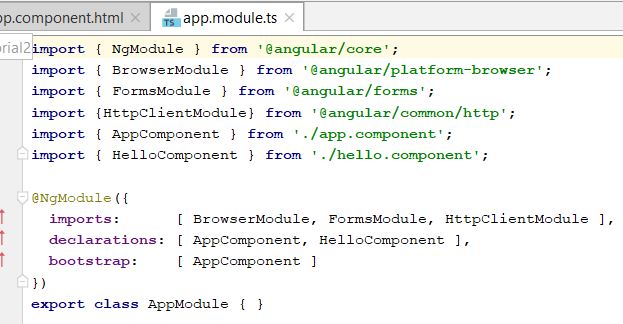 pp.component.html × app.module.ts ×
orial2
import { NgModule } from '@angular/core';
import { BrowserModule } from '@angular/platform-browser';
import { FormsModule } from '@angular/forms';
import {HttpClientModule} from '@angular/common/http';
import { AppComponent } from './app.component';
import { HelloComponent } from './hello.component';
@NgModule({
  imports:      [ BrowserModule, FormsModule, HttpClientModule ],
  declarations: [ AppComponent, HelloComponent ],
  bootstrap:    [ AppComponent ]
})
export class AppModule { }